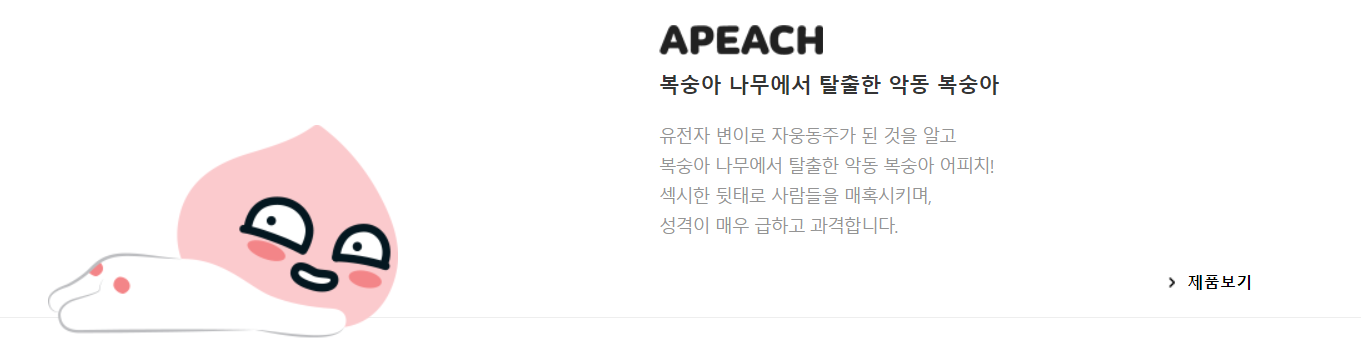 APEACH
복숭아 나무에서 탈출한 악동 복숭아
유전자 변이로 자웅동주가 된 것을 알고
복숭아 나무에서 탈출한 악동 복숭아 어피치!
섹시한 뒷태로 사람들을 매혹시키며,
성격이 매우 급하고 과격합니다.
> 제품보기